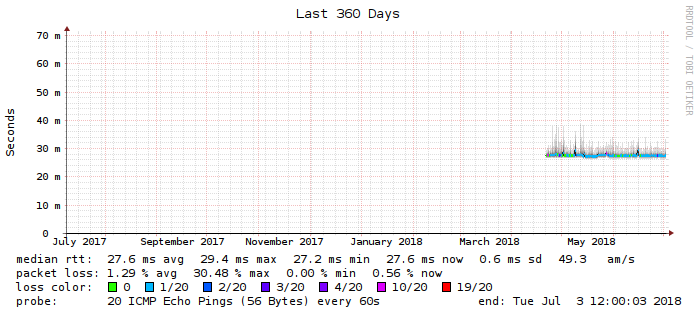 Last 360 Days
RRDTOOL / TOBI OETIKER
Seconds
70 m
60 m
50 m
40 m
30 m
20 m
10 m
0
July 2017 September 2017 November 2017 January 2018 March 2018 May 2018
median rtt: 27.6 ms avg 29.4 ms max 27.2 ms min 27.6 ms now 0.6 ms sd 49.3 am/s
packet loss: 1.29 % avg 30.48 % max 0.00 % min 0.56 % now
loss color: 0 1/20 2/20 3/20 4/20 10/20 19/20
probe: 20 ICMP Echo Pings (56 Bytes) every 60s end: Tue Jul 3 12:00:03 2018